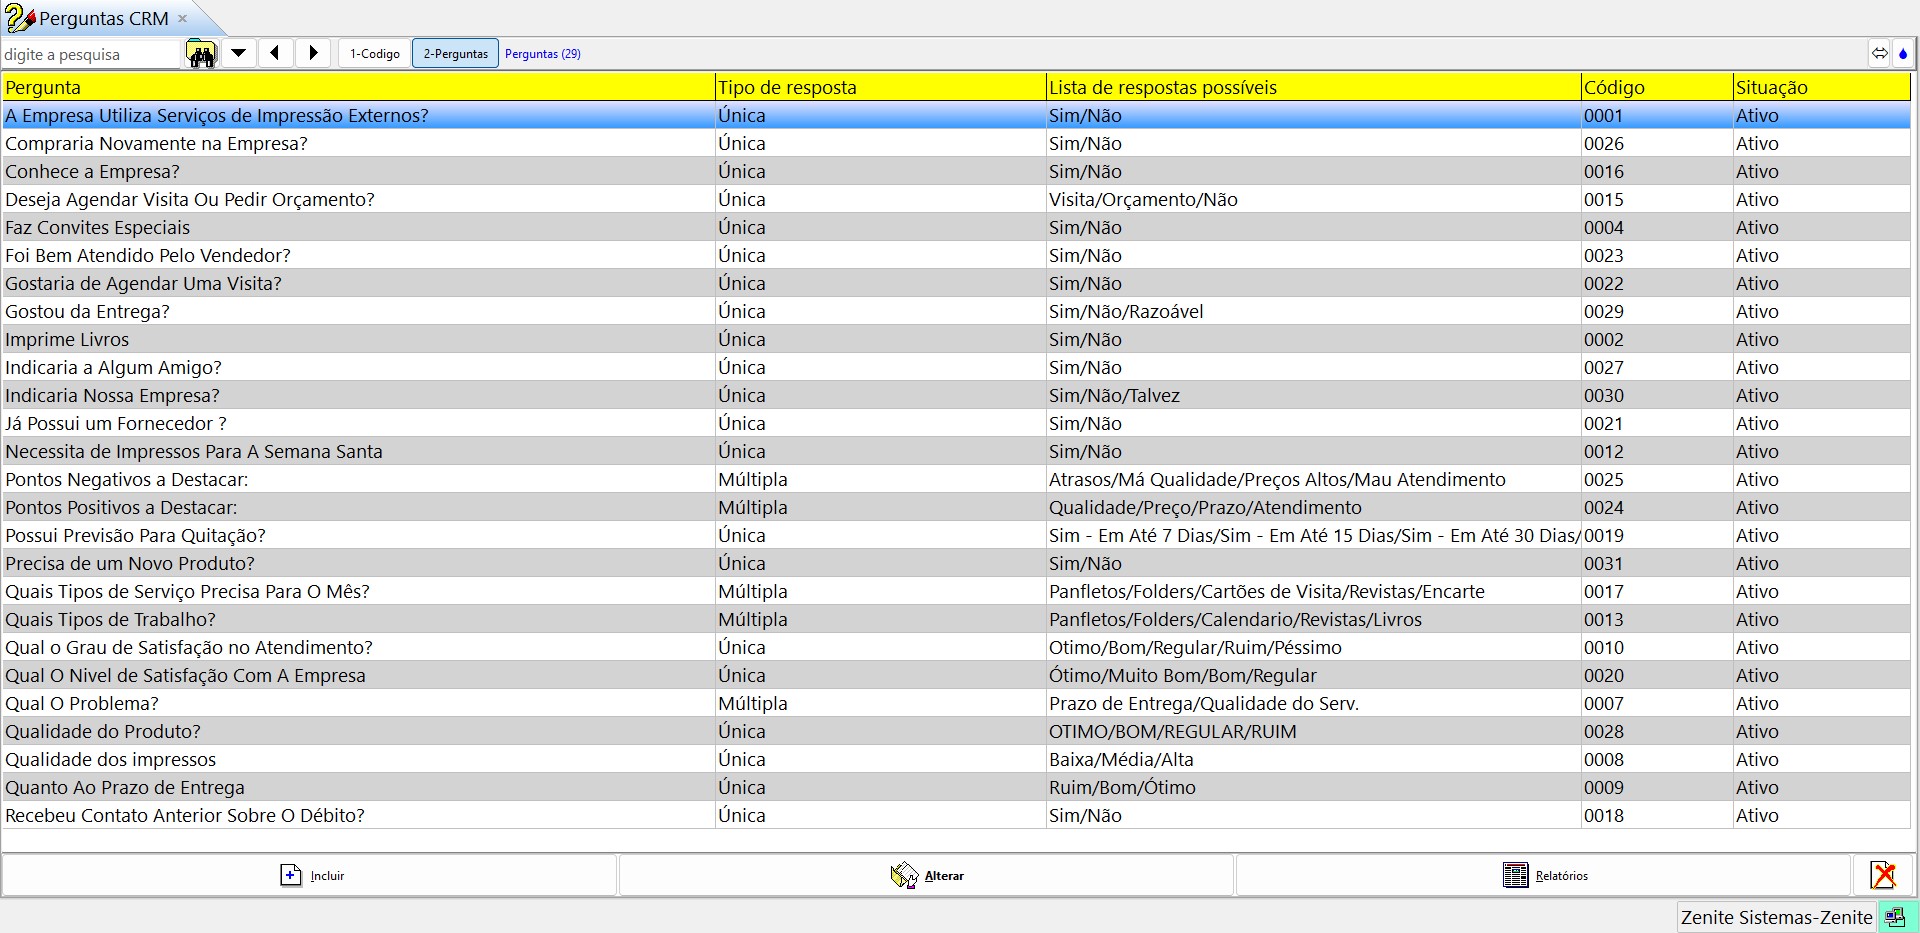 Perguntas CRM ×
digite a pesquisa 1-Codigo 2-Perguntas Perguntas (29)
Pergunta Tipo de resposta Lista de respostas possíveis Código Situação
A Empresa Utiliza Serviços de Impressão Externos? Única Sim/Não 0001 Ativo
Compraria Novamente na Empresa? Única Sim/Não 0026 Ativo
Conhece a Empresa? Única Sim/Não 0016 Ativo
Deseja Agendar Visita Ou Pedir Orçamento? Única Visita/Orçamento/Não 0015 Ativo
Faz Convites Especiais Única Sim/Não 0004 Ativo
Foi Bem Atendido Pelo Vendedor? Única Sim/Não 0023 Ativo
Gostaria de Agendar Uma Visita? Única Sim/Não 0022 Ativo
Gostou da Entrega? Única Sim/Não/Razoável 0029 Ativo
Imprime Livros Única Sim/Não 0002 Ativo
Indicaria a Algum Amigo? Única Sim/Não 0027 Ativo
Indicaria Nossa Empresa? Única Sim/Não/Talvez 0030 Ativo
Já Possui um Fornecedor ? Única Sim/Não 0021 Ativo
Necessita de Impressos Para A Semana Santa Única Sim/Não 0012 Ativo
Pontos Negativos a Destacar: Múltipla Atrasos/Má Qualidade/Preços Altos/Mau Atendimento 0025 Ativo
Pontos Positivos a Destacar: Múltipla Qualidade/Preço/Prazo/Atendimento 0024 Ativo
Possui Previsão Para Quitação? Única Sim - Em Até 7 Dias/Sim - Em Até 15 Dias/Sim - Em Até 30 Dias/ 0019 Ativo
Precisa de um Novo Produto? Única Sim/Não 0031 Ativo
Quais Tipos de Serviço Precisa Para O Mês? Múltipla Panfletos/Folders/Cartões de Visita/Revistas/Encarte 0017 Ativo
Quais Tipos de Trabalho? Múltipla Panfletos/Folders/Calendario/Revistas/Livros 0013 Ativo
Qual o Grau de Satisfação no Atendimento? Única Otimo/Bom/Regular/Ruim/Péssimo 0010 Ativo
Qual O Nivel de Satisfação Com A Empresa Única Ótimo/Muito Bom/Bom/Regular 0020 Ativo
Qual O Problema? Múltipla Prazo de Entrega/Qualidade do Serv. 0007 Ativo
Qualidade do Produto? Única OTIMO/BOM/REGULAR/RUIM 0028 Ativo
Qualidade dos impressos Única Baixa/Média/Alta 0008 Ativo
Quanto Ao Prazo de Entrega Única Ruim/Bom/Ótimo 0009 Ativo
Recebeu Contato Anterior Sobre O Débito? Única Sim/Não 0018 Ativo
Incluir Alterar Relatórios
Zenite Sistemas-Zenite